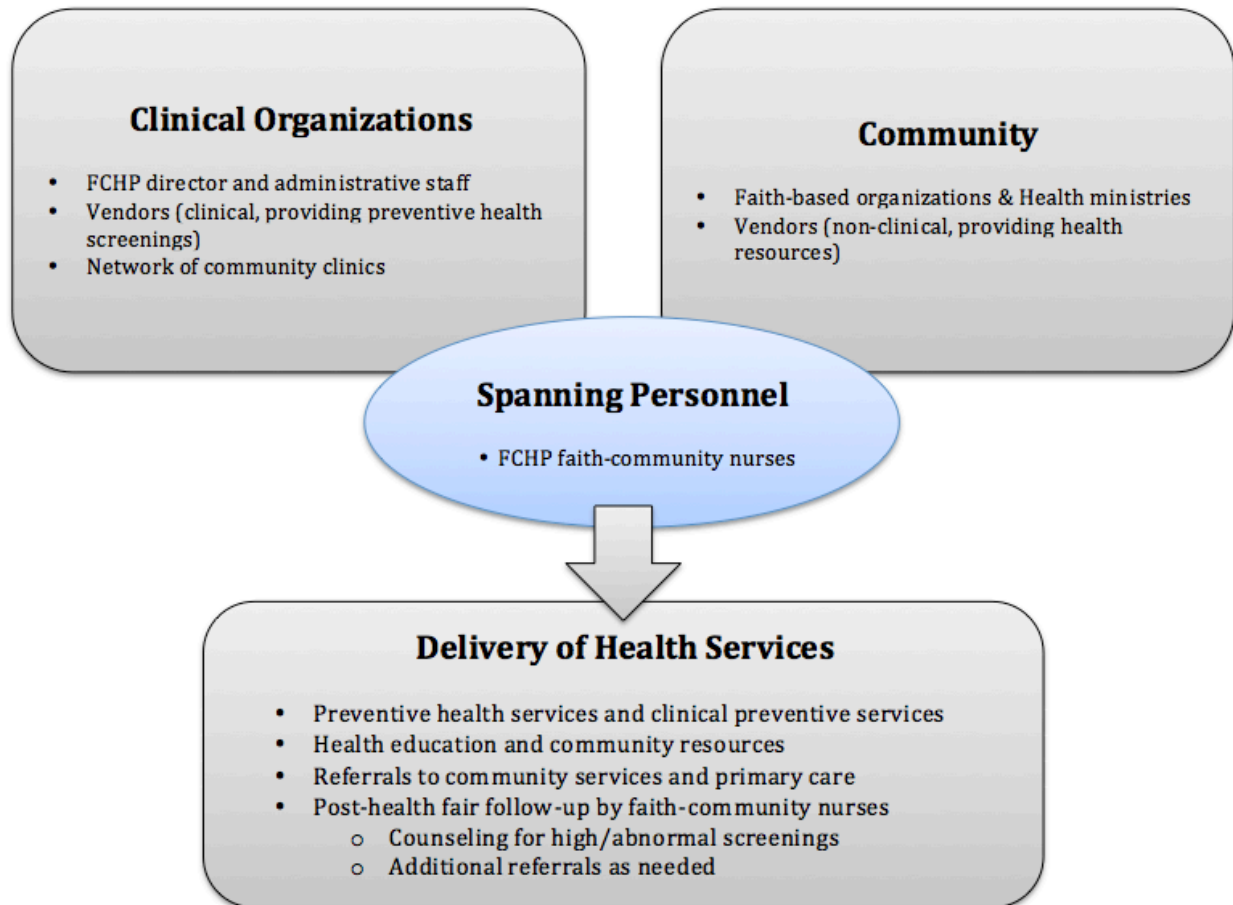 Clinical Organizations
• FCHP director and administrative staff
• Vendors (clinical, providing preventive health
screenings)
• Network of community clinics
Community
• Faith-based organizations & Health ministries
• Vendors (non-clinical, providing health
resources)
Spanning Personnel
• FCHP faith-community nurses
Delivery of Health Services
• Preventive health services and clinical preventive services
• Health education and community resources
• Referrals to community services and primary care
• Post-health fair follow-up by faith-community nurses
o Counseling for high/abnormal screenings
o Additional referrals as needed